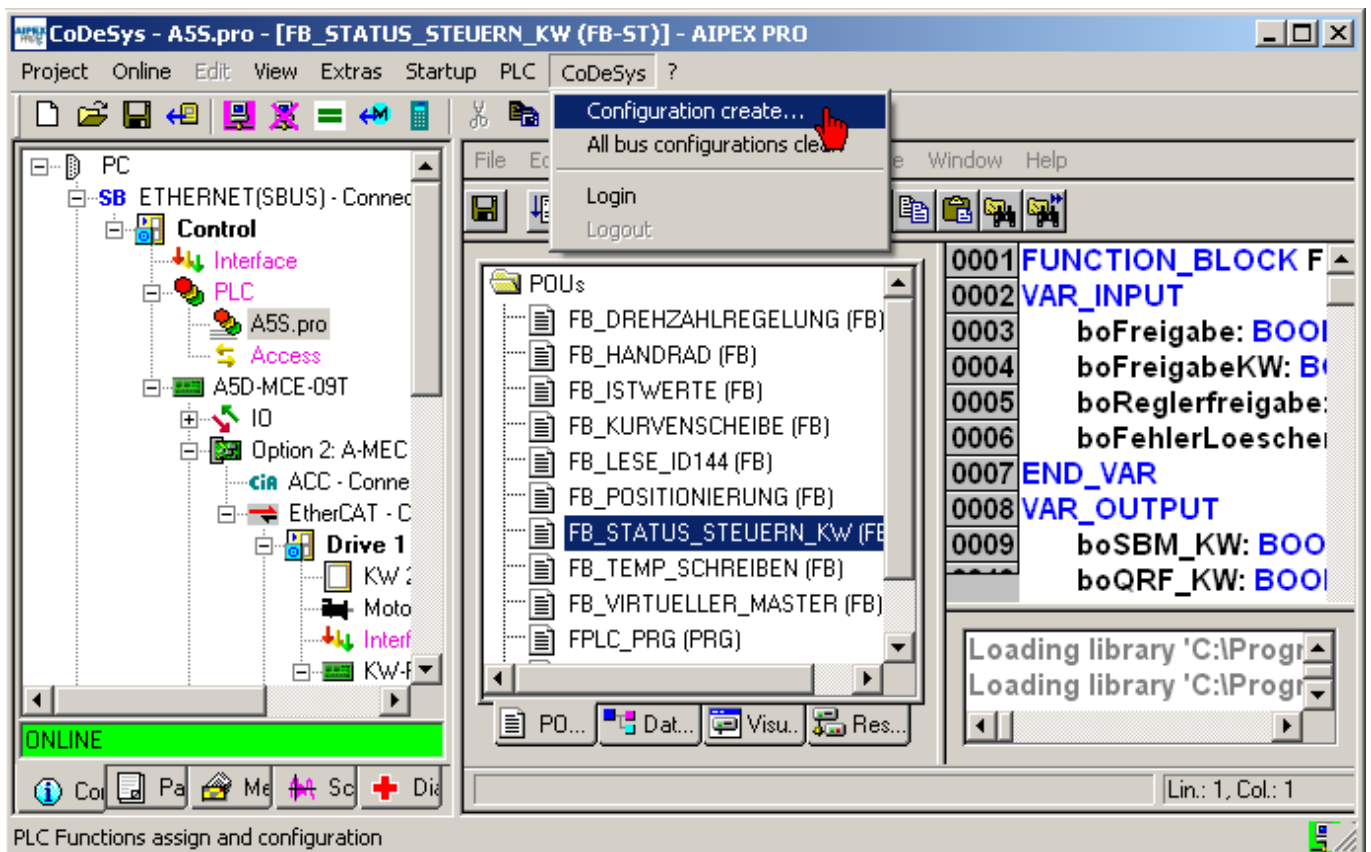 CoDeSys - A5S.pro - [FB_STATUS_STEUERN_KW (FB-ST)] - AIPEX PRO
Project Online Edit View Extras Startup PLC CoDeSys ?
Configuration create...
All bus configurations clean
Login
Logout
PC
SB ETHERNET(SBUS) - Connec
Control
Interface
PLC
A5S.pro
Access
A5D-MCE-09T
IO
Option 2: A-MEC
CiA ACC - Conne
EtherCAT - C
Drive 1
KW 2
Moto
Interf
KW-F
ONLINE
Co Pa Me Sc Dia
File Ed e Window Help
POUs
FB_DREHZAHLREGELUNG (FB)
FB_HANDRAD (FB)
FB_ISTWERTE (FB)
FB_KURVENSCHEIBE (FB)
FB_LESE_ID144 (FB)
FB_POSITIONIERUNG (FB)
FB_STATUS_STEUERN_KW (FB
FB_TEMP_SCHREIBEN (FB)
FB_VIRTUELLER_MASTER (FB)
FPLC_PRG (PRG)
PO... Dat... Visu.. Res...
0001 FUNCTION_BLOCK F
0002 VAR_INPUT
0003 boFreigabe: BOOL
0004 boFreigabeKW: B
0005 boReglerfreigabe:
0006 boFehlerLoesche
0007 END_VAR
0008 VAR_OUTPUT
0009 boSBM_KW: BOO
boQRF_KW: BOOL
Loading library 'C:\Progr
Loading library 'C:\Progr
Lin.: 1, Col.: 1
PLC Functions assign and configuration